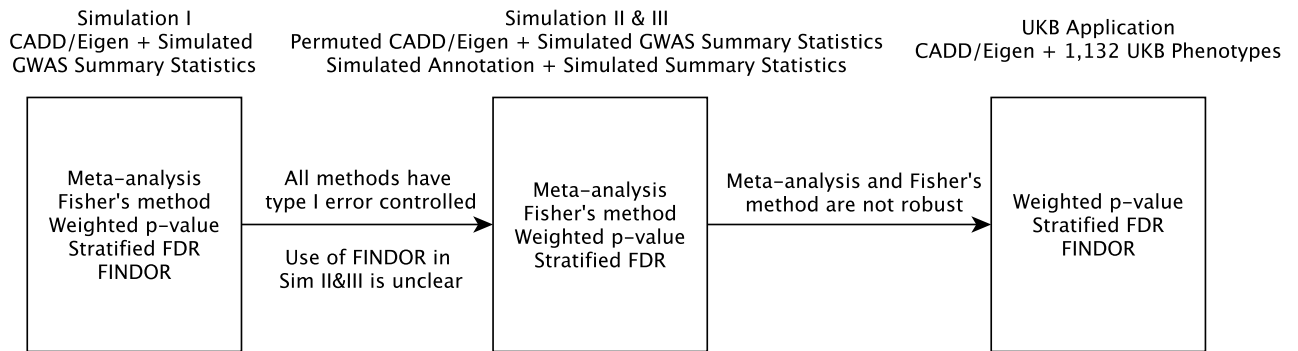 Simulation I
CADD/Eigen + Simulated
GWAS Summary Statistics
Meta-analysis
Fisher's method
Weighted p-value
Stratified FDR
FINDOR
All methods have
type I error controlled
Use of FINDOR in
Sim II&III is unclear
Simulation II & III
Permuted CADD/Eigen + Simulated GWAS Summary Statistics
Simulated Annotation + Simulated Summary Statistics
Meta-analysis
Fisher's method
Weighted p-value
Stratified FDR
Meta-analysis and Fisher's
method are not robust
UKB Application
CADD/Eigen + 1,132 UKB Phenotypes
Weighted p-value
Stratified FDR
FINDOR